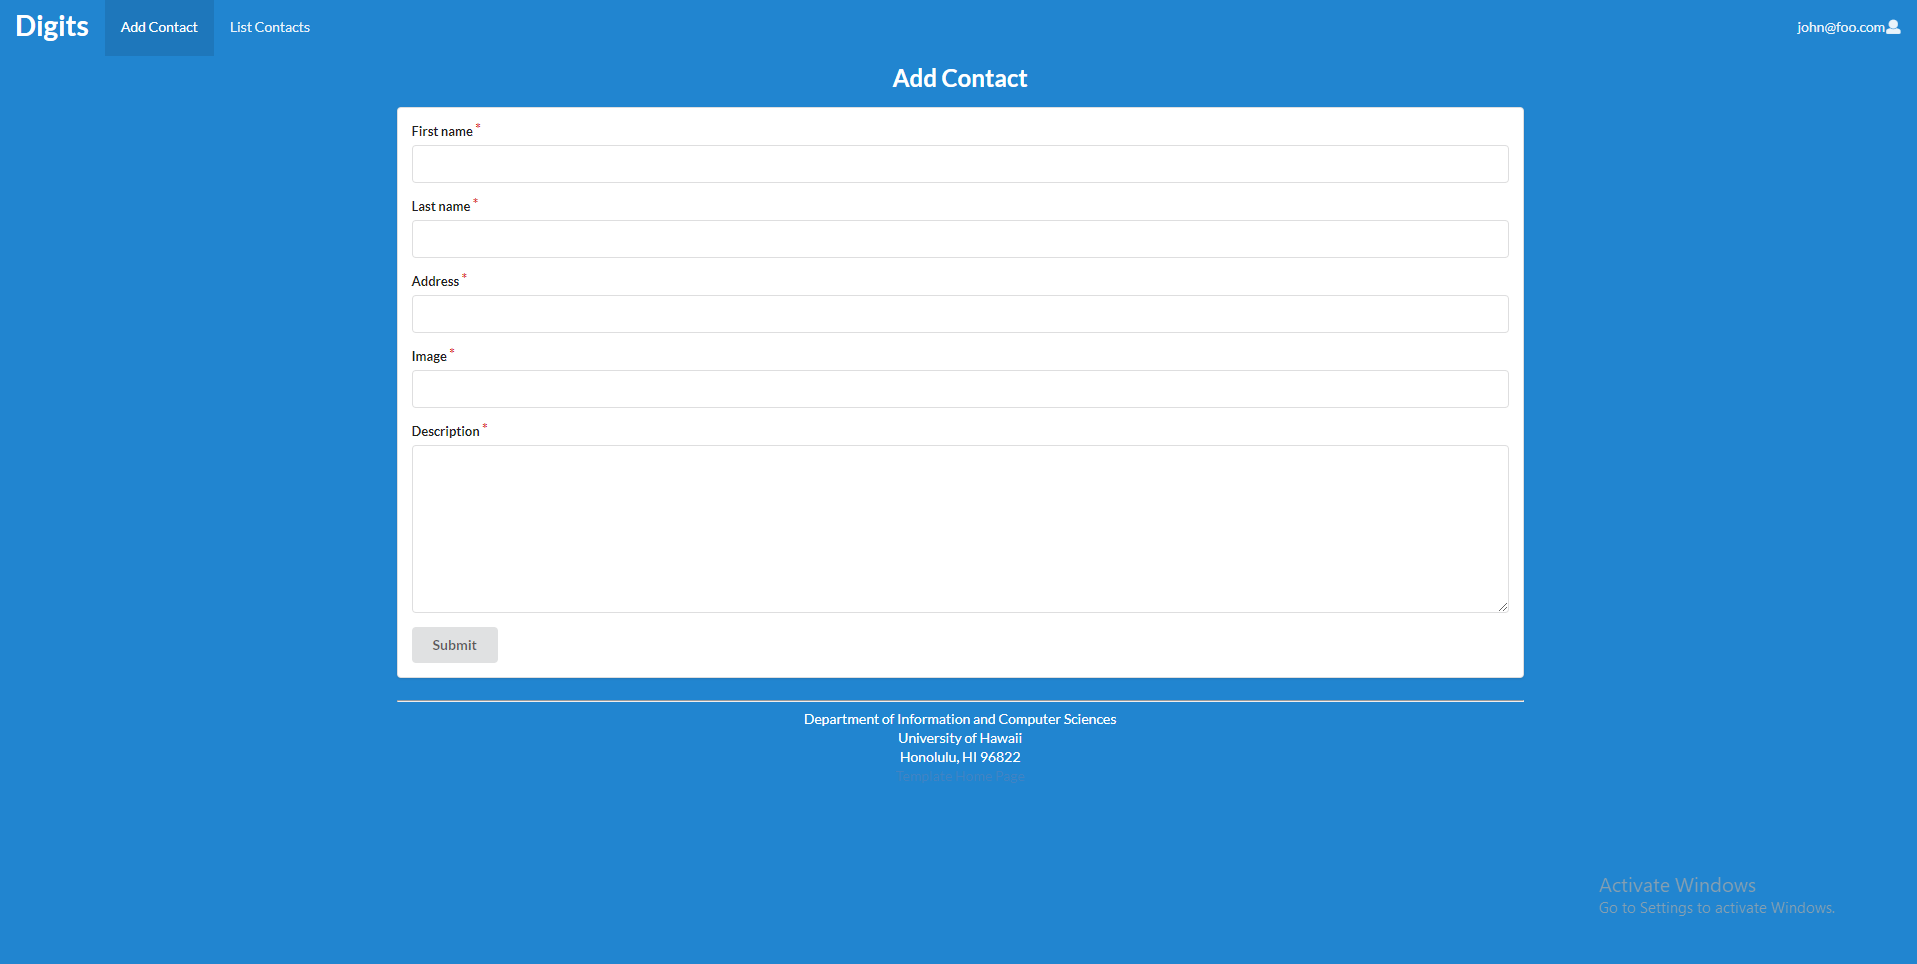 Digits Add Contact List Contacts john@foo.com
Add Contact
First name *
Last name *
Address *
Image *
Description *
Submit
Department of Information and Computer Sciences
University of Hawaii
Honolulu, HI 96822
Template Home Page
Activate Windows
Go to Settings to activate Windows.